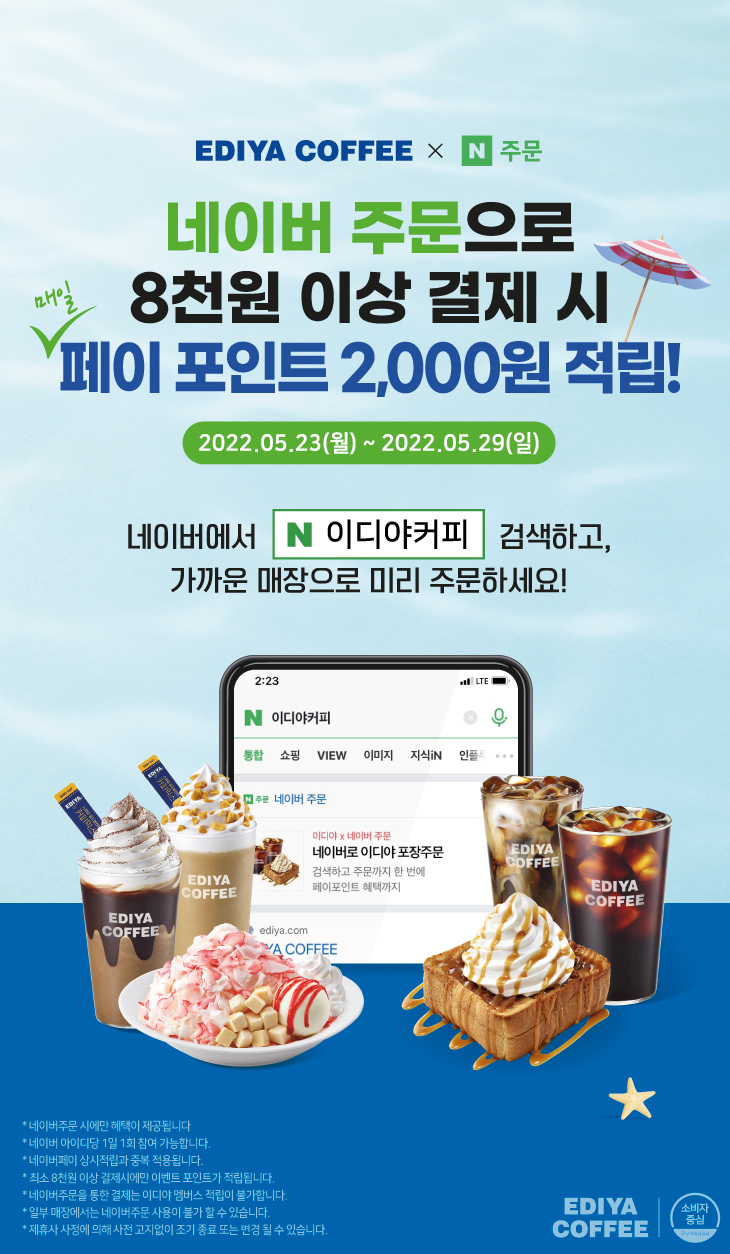 EDIYA COFFEE × N 주문
네이버 주문으로
매일
8천원 이상 결제 시
페이 포인트 2,000원 적립!
2022.05.23(월) ~ 2022.05.29(일)
네이버에서 N 이디야커피 검색하고,
가까운 매장으로 미리 주문하세요!
2:23 LTE
N 이디야커피
통합 쇼핑 VIEW 이미지 지식iN 인플
N 주문 네이버 주문
이디야 x 네이버 주문
네이버로 이디야 포장주문
검색하고 주문까지 한 번에
페이포인트 혜택까지
ediya.com
YA COFFEE
EDIYA
EDIYA
EDIYA
COFFEE
EDIYA
COFFEE
EDIYA
COFFEE
EDIYA
COFFEE
* 네이버주문 시에만 혜택이 제공됩니다
* 네이버 아이디당 1일 1회 참여 가능합니다.
* 네이버페이 상시적립과 중복 적용됩니다.
* 최소 8천원 이상 결제시에만 이벤트 포인트가 적립됩니다.
* 네이버주문을 통한 결제는 이디야 멤버스 적립이 불가합니다.
* 일부 매장에서는 네이버주문 사용이 불가 할 수 있습니다.
* 제휴사 사정에 의해 사전 고지없이 조기 종료 또는 변경 될 수 있습니다.
EDIYA
COFFEE
소비자
중심